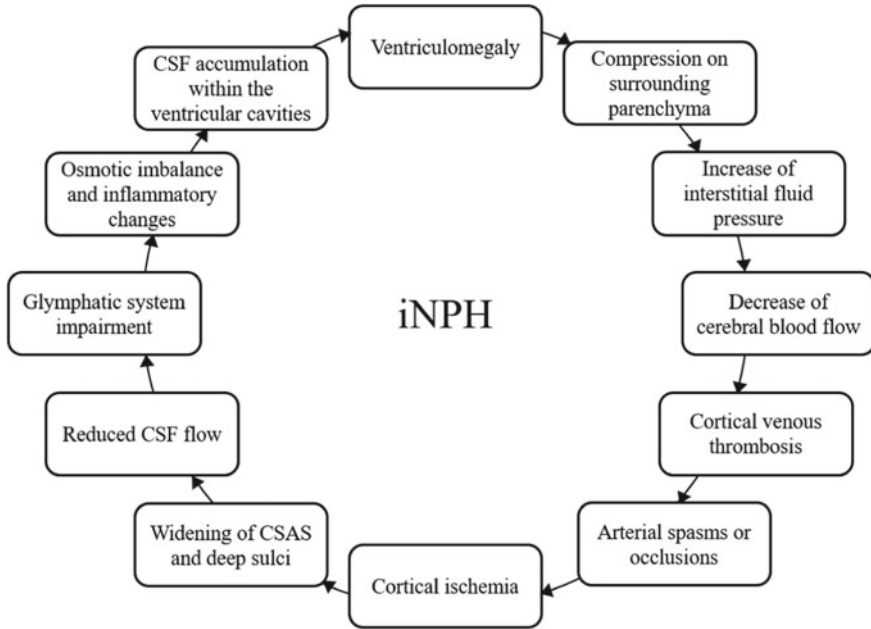 Ventriculomegaly
Compression on
surrounding
parenchyma
Increase of
interstitial fluid
pressure
Decrease of
cerebral blood flow
Cortical venous
thrombosis
Arterial spasms or
occlusions
Cortical ischemia
Widening of CSAS
and deep sulci
Reduced CSF flow
Glymphatic system
impairment
Osmotic imbalance
and inflammatory
changes
CSF accumulation
within the
ventricular cavities
iNPH